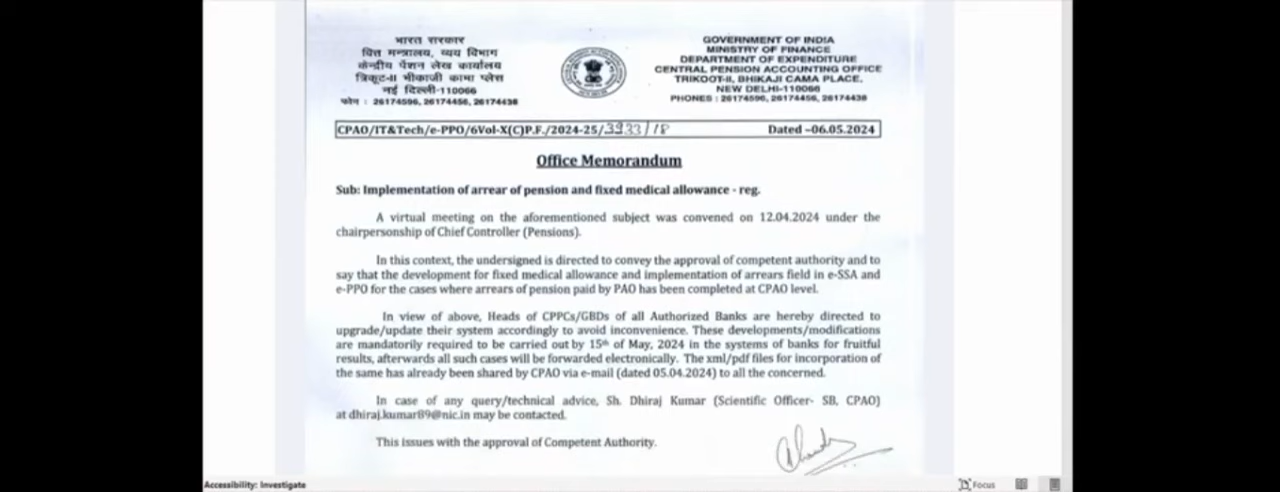 भारत सरकार
वित्त मन्त्रालय, व्यय विभाग
केन्द्रीय पेंशन लेख कार्यालय
त्रिकूट-II भीकाजी कामा प्लेस
नई दिल्ली-110066
फोन : 26174596, 26174456, 26174438
GOVERNMENT OF INDIA
MINISTRY OF FINANCE
DEPARTMENT OF EXPENDITURE
CENTRAL PENSION ACCOUNTING OFFICE
TRIKOOT-II, BHIKAJI CAMA PLACE,
NEW DELHI-110066
PHONES : 26174596, 26174456, 26174438
CPAO/IT&Tech/e-PPO/6Vol-X(C)P.F./2024-25/3933/18 Dated –06.05.2024
Office Memorandum
Sub: Implementation of arrear of pension and fixed medical allowance - reg.
A virtual meeting on the aforementioned subject was convened on 12.04.2024 under the
chairpersonship of Chief Controller (Pensions).
In this context, the undersigned is directed to convey the approval of competent authority and to
say that the development for fixed medical allowance and implementation of arrears field in e-SSA and
e-PPO for the cases where arrears of pension paid by PAO has been completed at CPAO level.
In view of above, Heads of CPPCs/GBDs of all Authorized Banks are hereby directed to
upgrade/update their system accordingly to avoid inconvenience. These developments/modifications
are mandatorily required to be carried out by 15th of May, 2024 in the systems of banks for fruitful
results, afterwards all such cases will be forwarded electronically. The xml/pdf files for incorporation of
the same has already been shared by CPAO via e-mail (dated 05.04.2024) to all the concerned.
In case of any query/technical advice, Sh. Dhiraj Kumar (Scientific Officer- SB, CPAO)
at dhiraj.kumar89@nic.in may be contacted.
This issues with the approval of Competent Authority.
Accessibility: Investigate
Focus